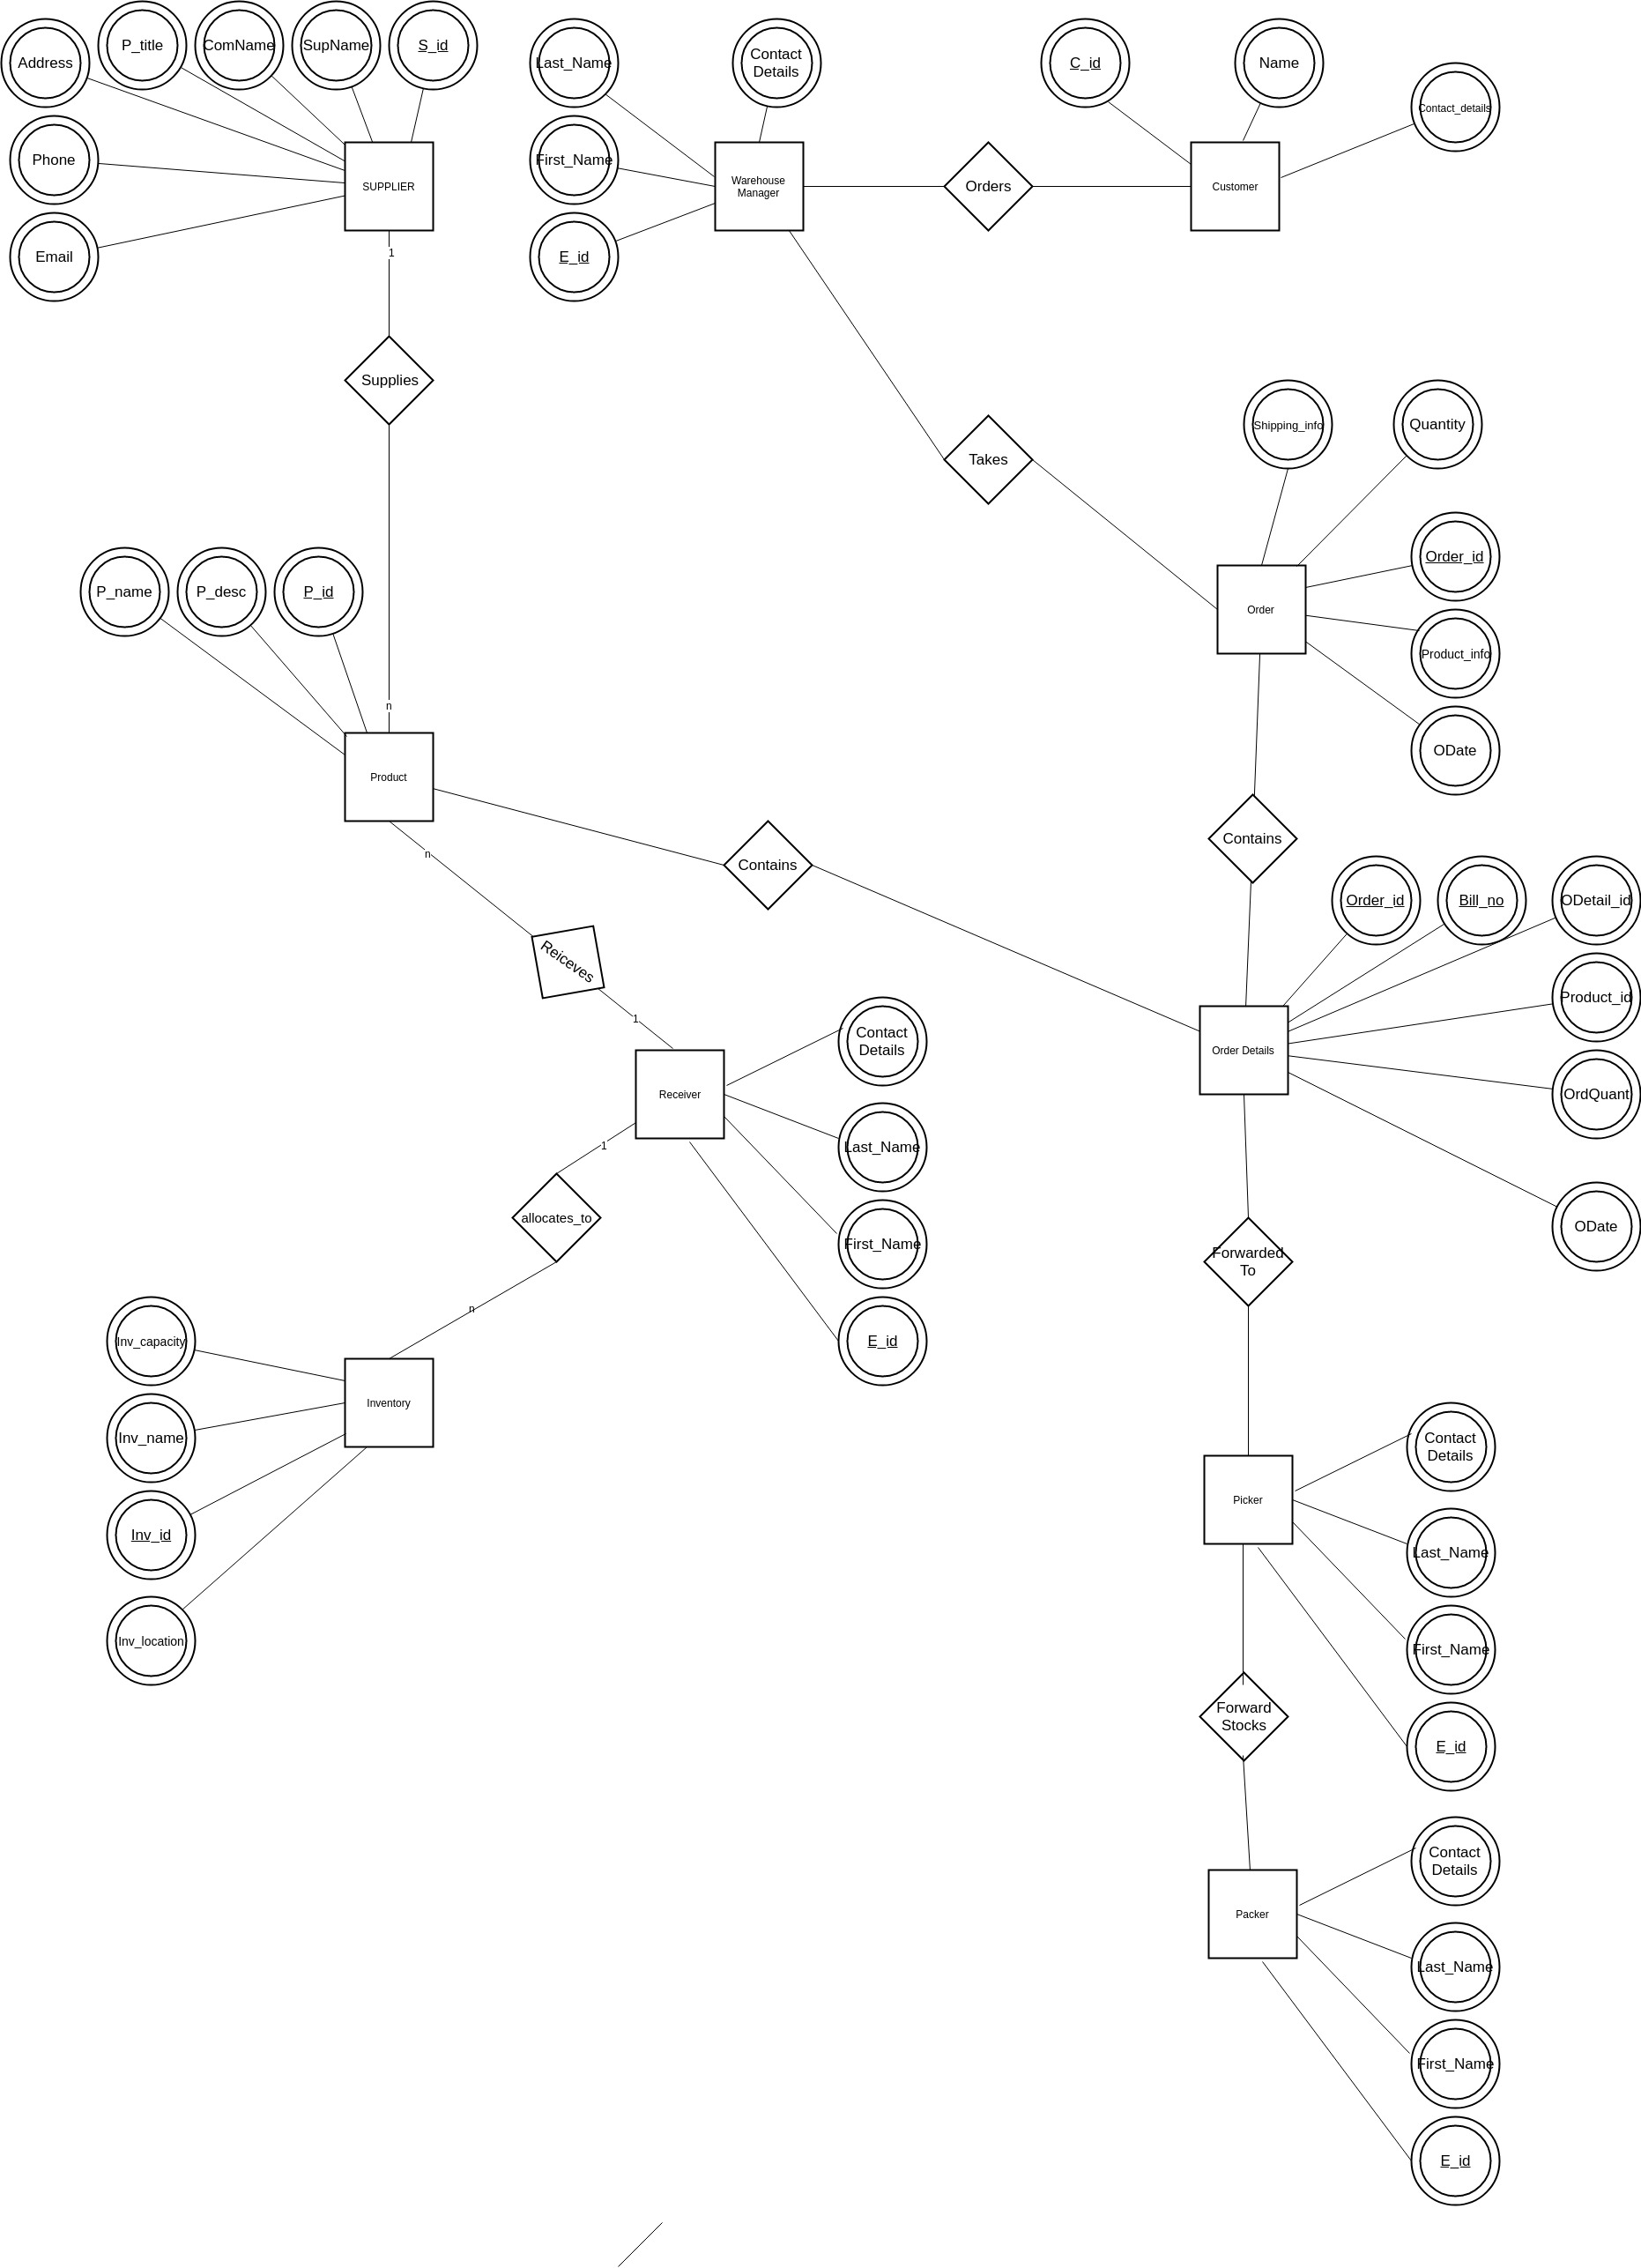 Address
P_title
ComName
SupName
S_id
Phone
Email
SUPPLIER
1
Supplies
n
Last_Name
First_Name
E_id
Contact
Details
Warehouse
Manager
Orders
C_id
Name
Contact_details
Customer
Takes
Shipping_info
Quantity
Order_id
Product_info
ODate
Order
P_name
P_desc
P_id
Product
n
Reiceves
1
Contains
Contains
Order_id
Bill_no
ODetail_id
Product_id
OrdQuant
ODate
Order Details
Receiver
Contact
Details
Last_Name
First_Name
E_id
1
allocates_to
n
Inv_capacity
Inv_name
Inv_id
Inv_location
Inventory
Forwarded
To
Picker
Contact
Details
Last_Name
First_Name
E_id
Forward
Stocks
Packer
Contact
Details
Last_Name
First_Name
E_id